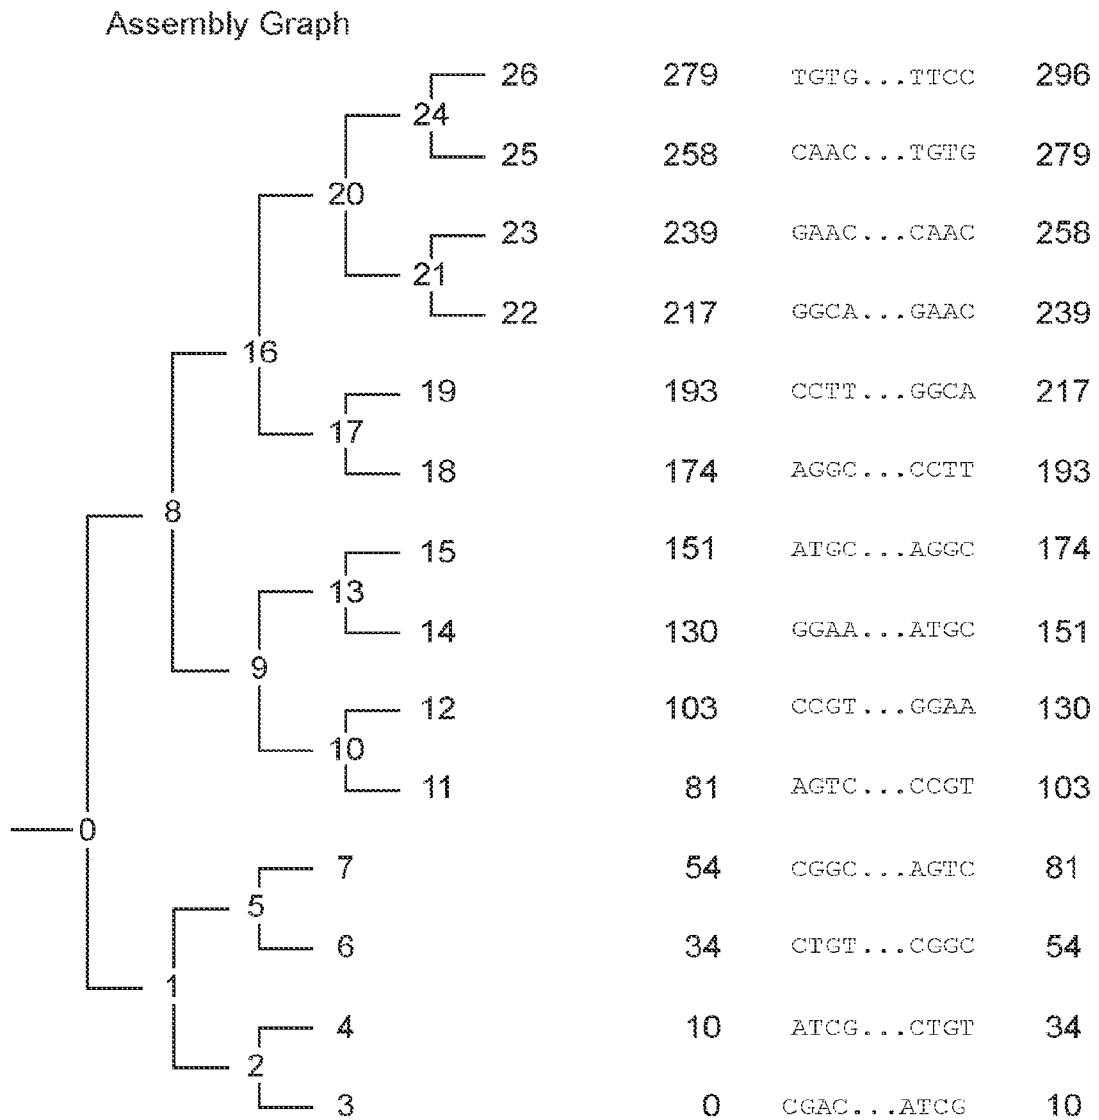 Assembly Graph
26 279 TGTG...TTCC 296
24
25 258 CAAC...TGTG 279
20
23 239 GAAC...CAAC 258
21
22 217 GGCA...GAAC 239
16
19 193 CCTT...GGCA 217
17
18 174 AGGC...CCTT 193
8
15 151 ATGC...AGGC 174
13
14 130 GGAA...ATGC 151
9
12 103 CCGT...GGAA 130
10
11 81 AGTC...CCGT 103
0
7 54 CGGC...AGTC 81
5
6 34 CTGT...CGGC 54
1
4 10 ATCG...CTGT 34
2
3 0 CGAC...ATCG 10